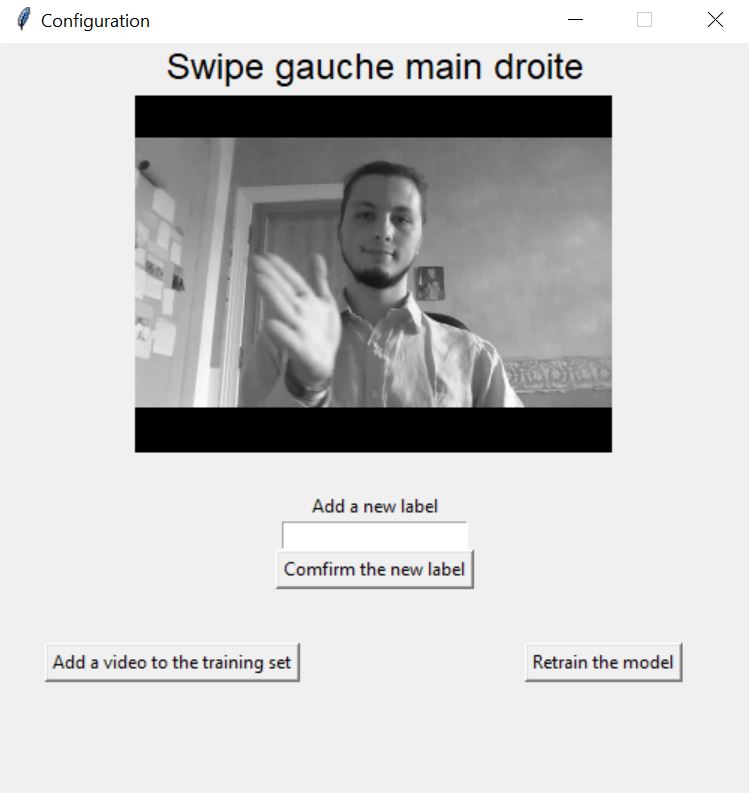 Configuration
Swipe gauche main droite
Add a new label
Comfirm the new label
Add a video to the training set
Retrain the model